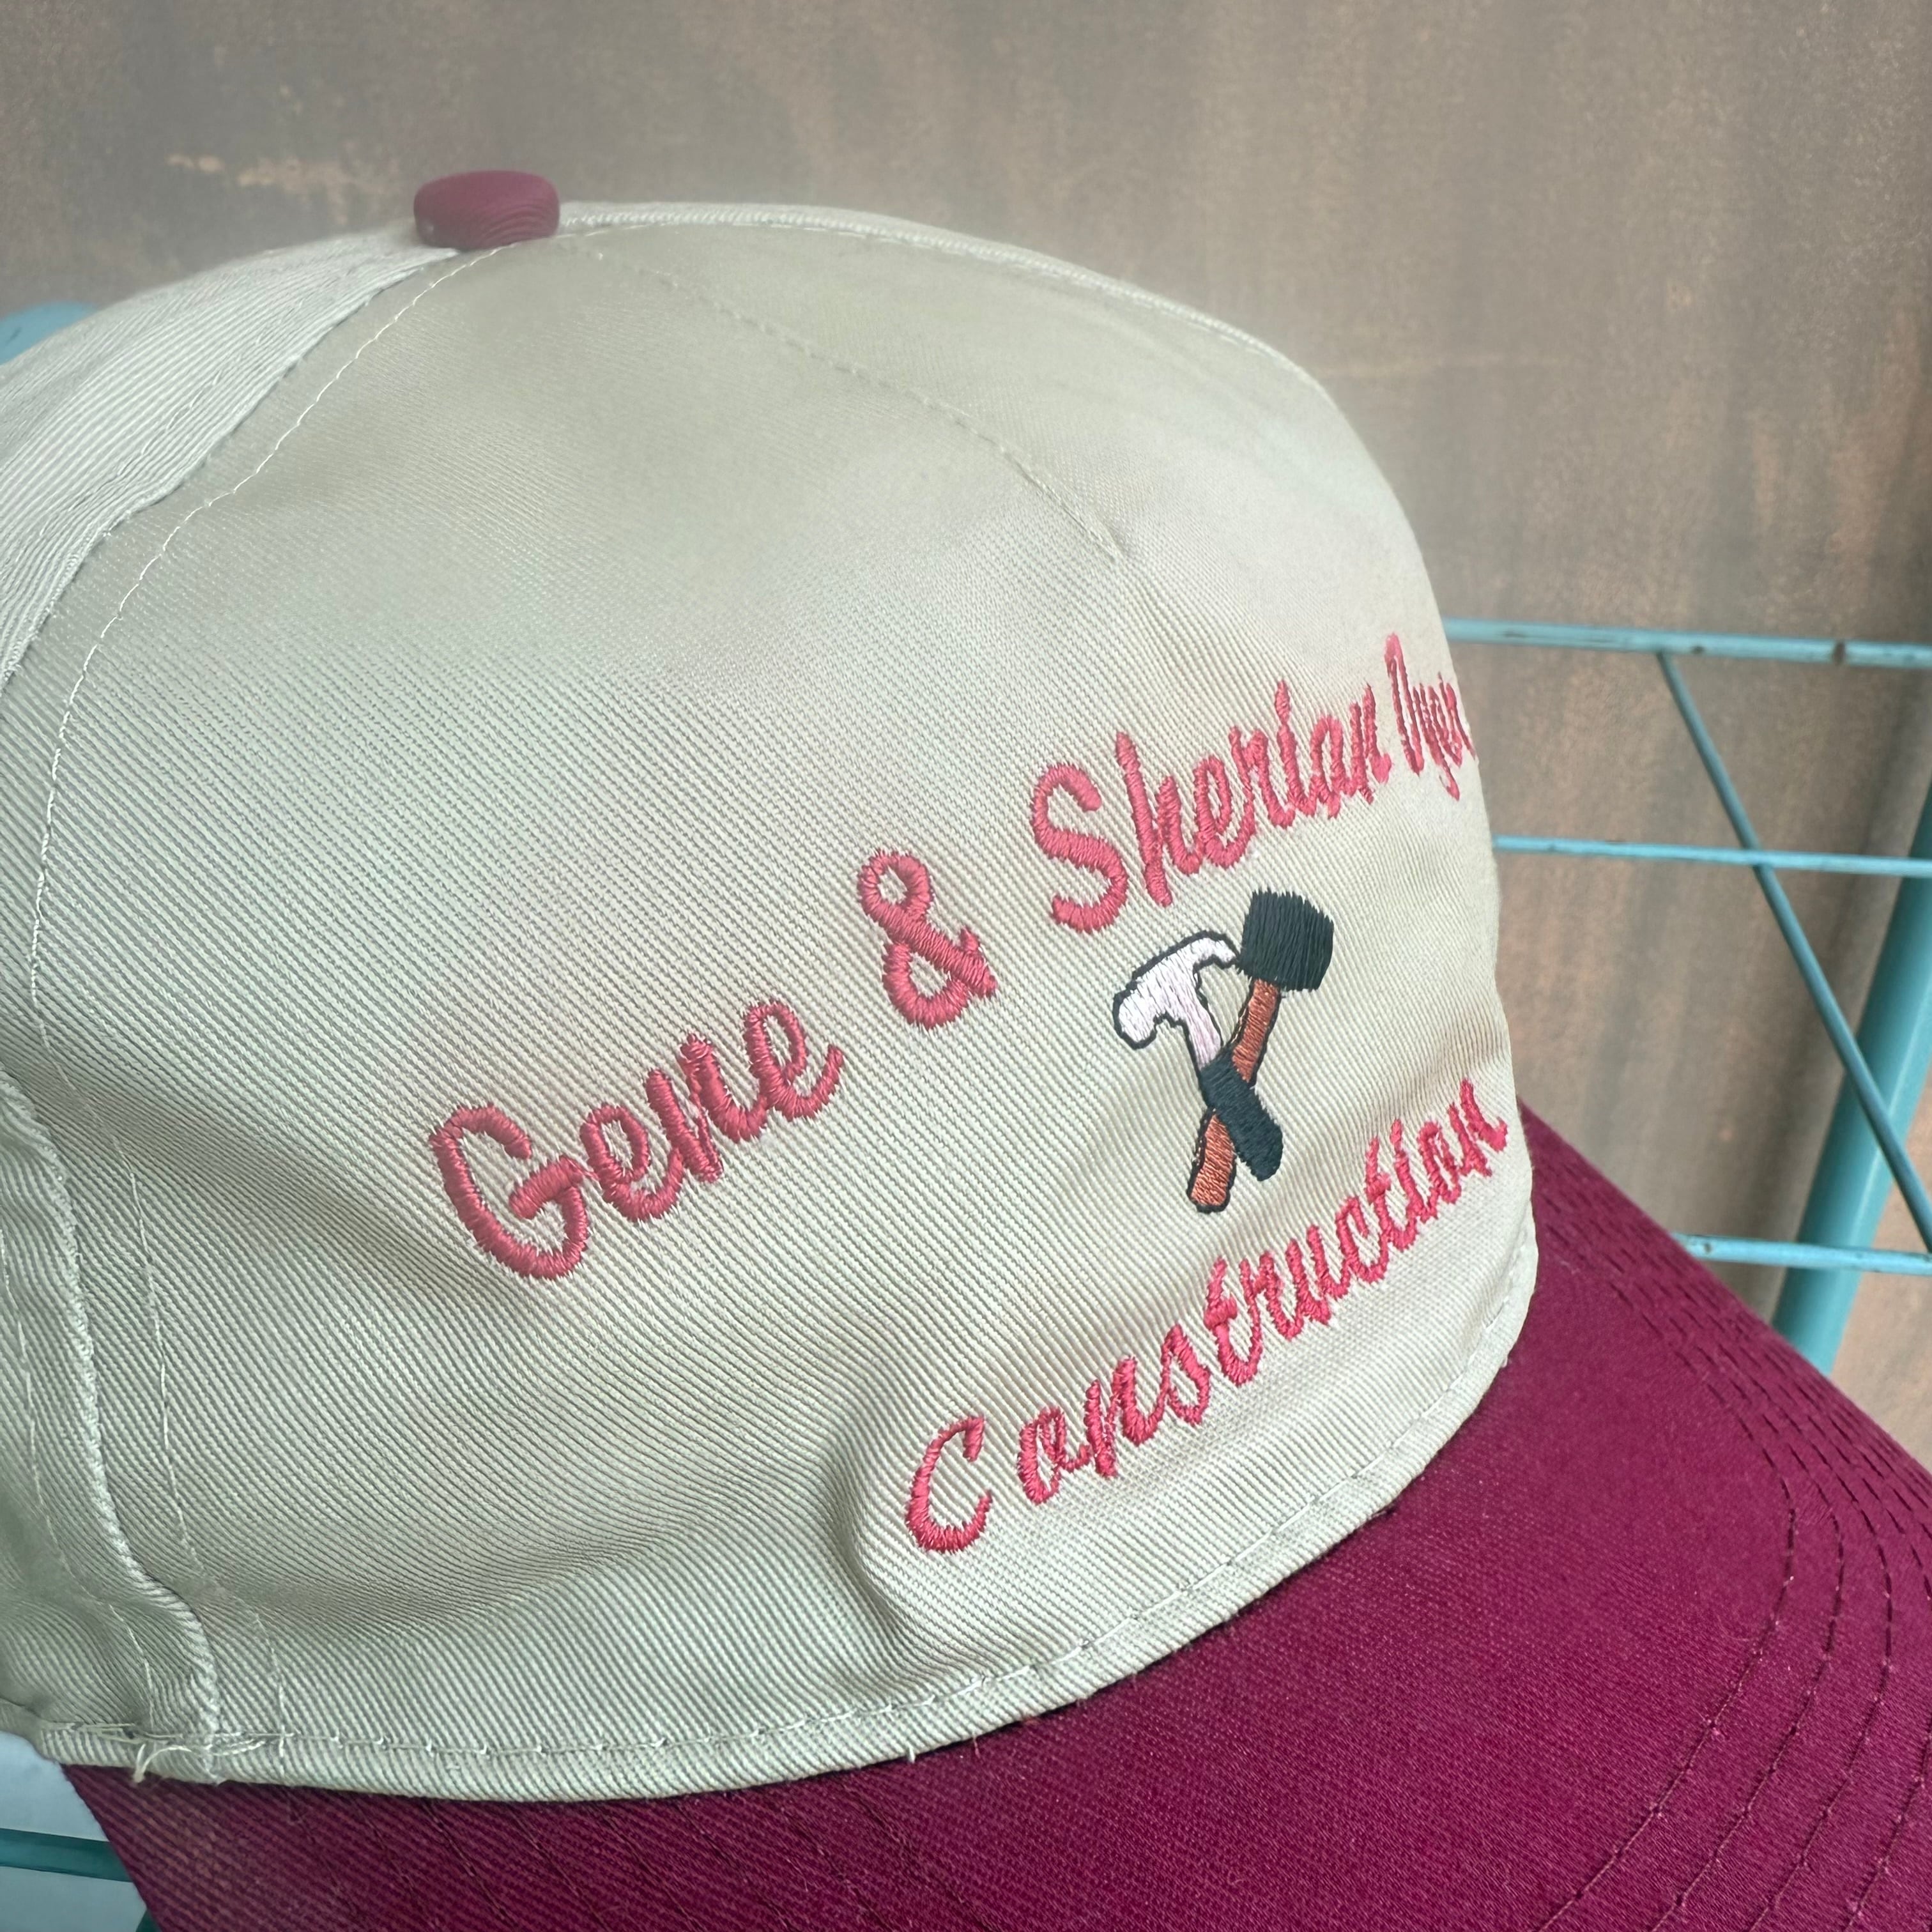 Gene & Sherian
Construction